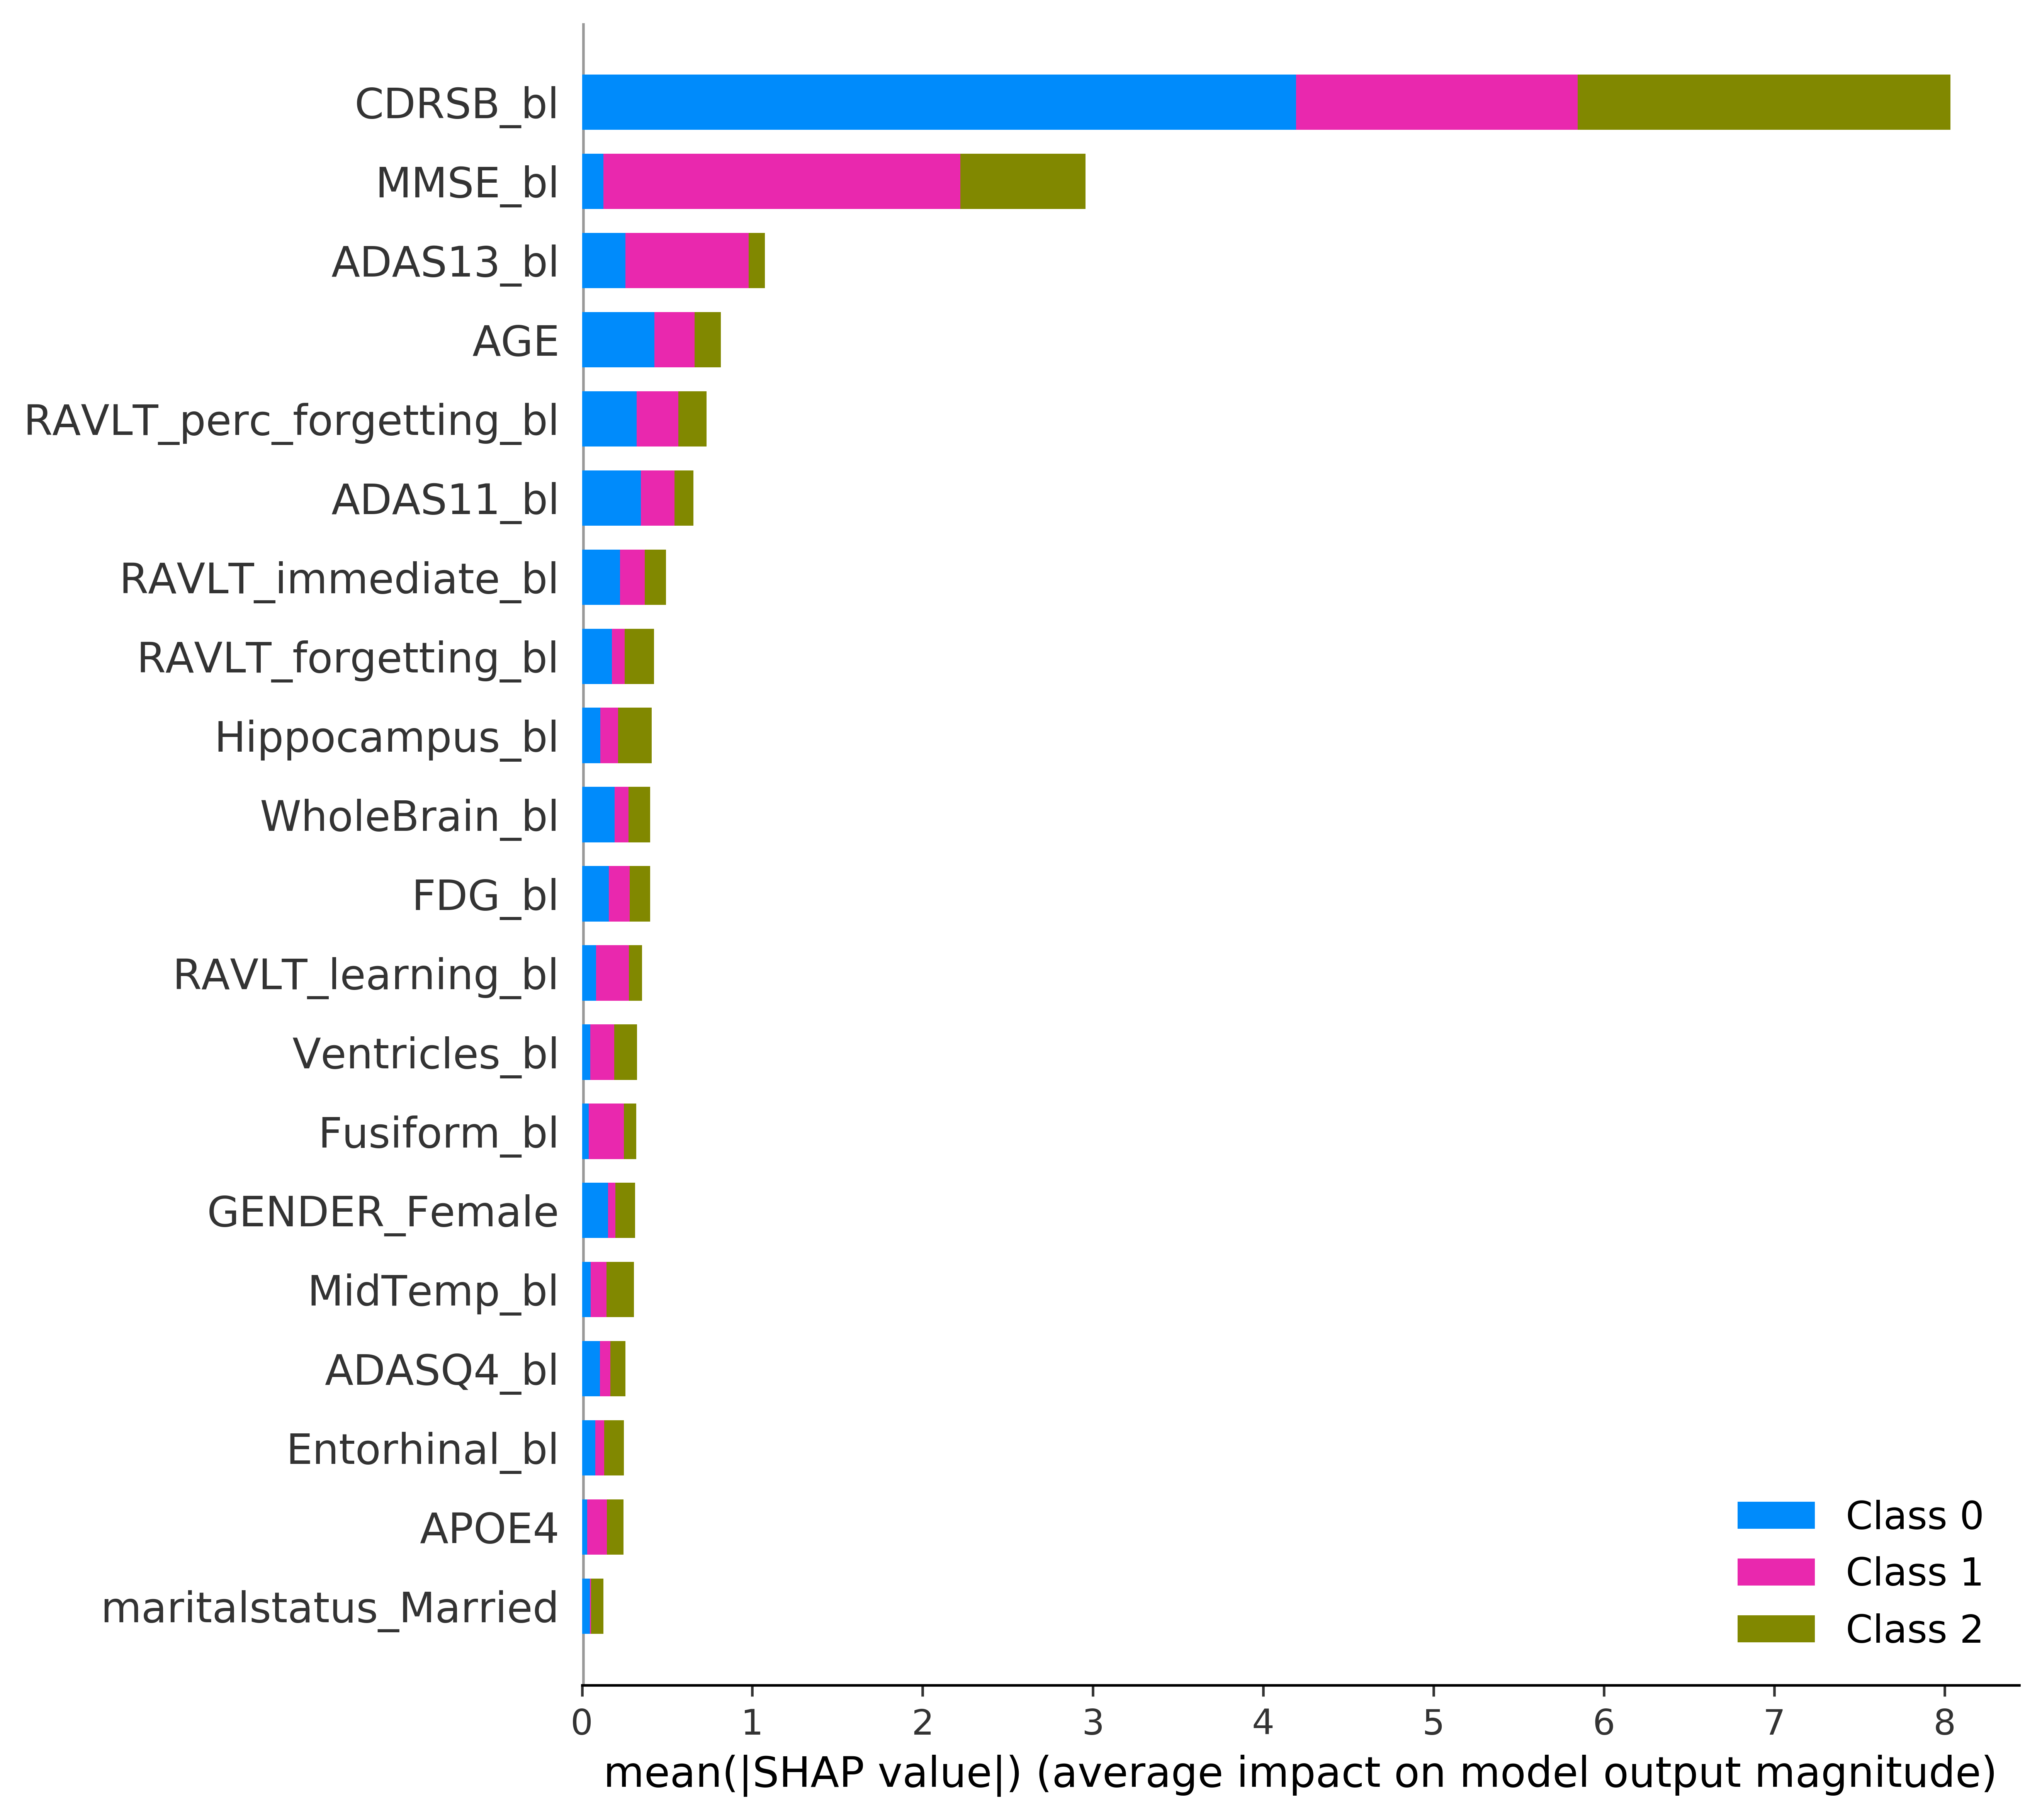 CDRSB_bl
MMSE_bl
ADAS13_bl
AGE
RAVLT_perc_forgetting_bl
ADAS11_bl
RAVLT_immediate_bl
RAVLT_forgetting_bl
Hippocampus_bl
WholeBrain_bl
FDG_bl
RAVLT_learning_bl
Ventricles_bl
Fusiform_bl
GENDER_Female
MidTemp_bl
ADASQ4_bl
Entorhinal_bl
APOE4
maritalstatus_Married
Class 0
Class 1
Class 2
0 1 2 3 4 5 6 7 8
mean(|SHAP value|) (average impact on model output magnitude)